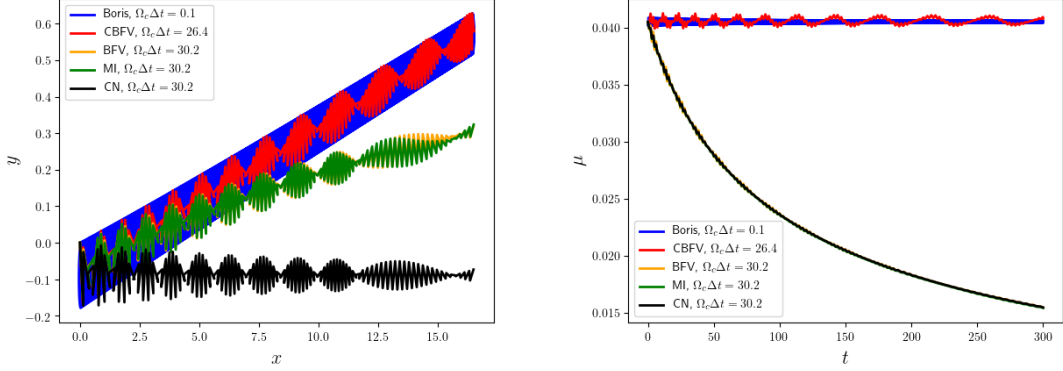 0.6
0.5
0.4
0.3
0.2
0.1
0.0
−0.1
−0.2
y
Boris, Ω_cΔt = 0.1
CBFV, Ω_cΔt = 26.4
BFV, Ω_cΔt = 30.2
MI, Ω_cΔt = 30.2
CN, Ω_cΔt = 30.2
0.0 2.5 5.0 7.5 10.0 12.5 15.0
x
0.040
0.035
0.030
0.025
0.020
0.015
μ
Boris, Ω_cΔt = 0.1
CBFV, Ω_cΔt = 26.4
BFV, Ω_cΔt = 30.2
MI, Ω_cΔt = 30.2
CN, Ω_cΔt = 30.2
0 50 100 150 200 250 300
t